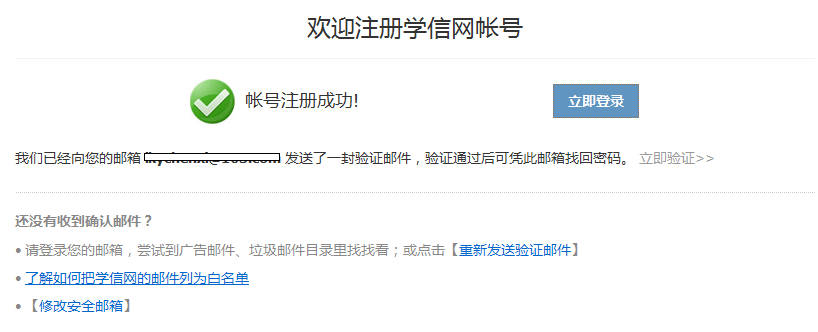 欢迎注册学信网帐号
帐号注册成功!
立即登录
我们已经向您的邮箱 发送了一封验证邮件，验证通过后可凭此邮箱找回密码。 立即验证>>
还没有收到确认邮件？
• 请登录您的邮箱，尝试到广告邮件、垃圾邮件目录里找找看；或点击【重新发送验证邮件】
• 了解如何把学信网的邮件列为白名单
• 【修改安全邮箱】